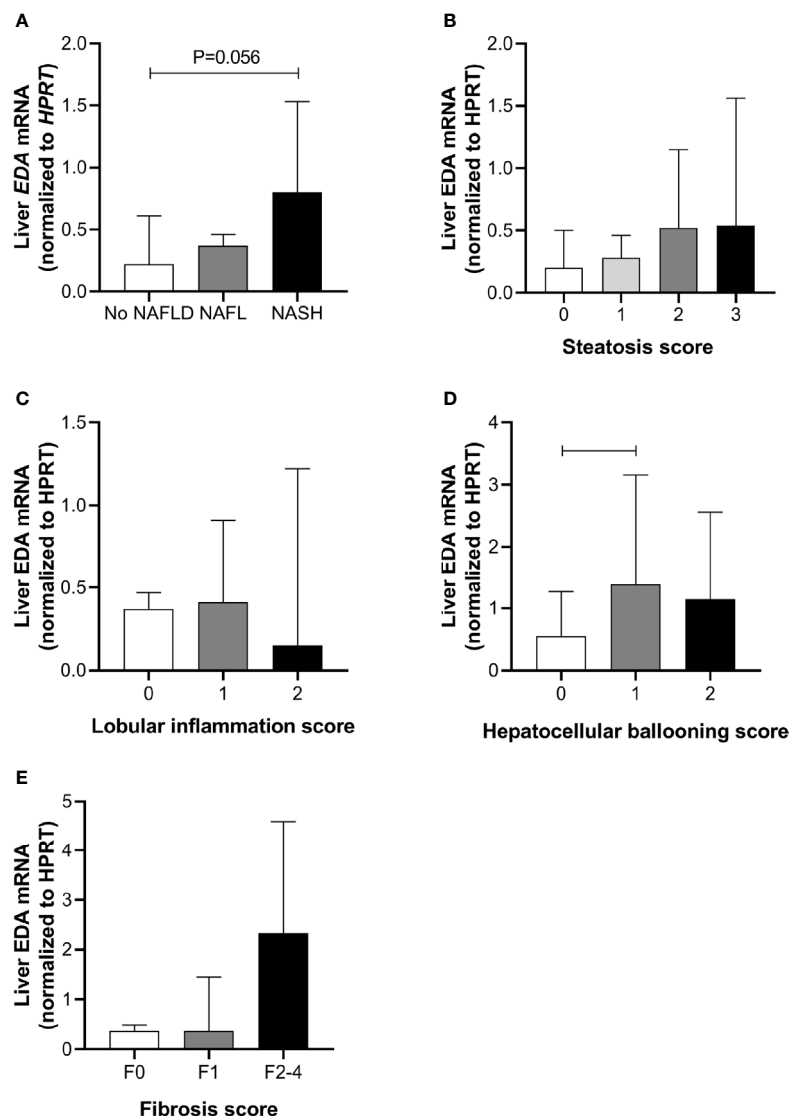 A
Liver EDA mRNA
(normalized to HPRT)
2.0
1.5
1.0
0.5
0.0
P=0.056
No NAFLD NAFL NASH
B
Liver EDA mRNA
(normalized to HPRT)
2.0
1.5
1.0
0.5
0.0
0 1 2 3
Steatosis score
C
Liver EDA mRNA
(normalized to HPRT)
1.5
1.0
0.5
0.0
0 1 2
Lobular inflammation score
D
Liver EDA mRNA
(normalized to HPRT)
4
3
2
1
0
0 1 2
Hepatocellular ballooning score
E
Liver EDA mRNA
(normalized to HPRT)
5
4
3
2
1
0
F0 F1 F2-4
Fibrosis score